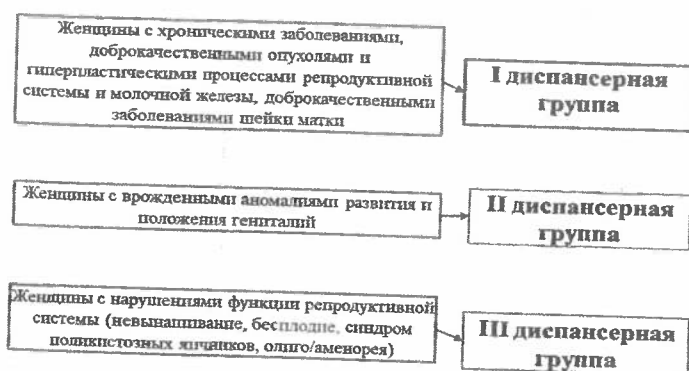 Женщины с хроническими заболеваниями,
доброкачественными опухолями и
гиперпластическими процессами репродуктивной
системы и молочной железы, доброкачественными
заболеваниями шейки матки
I диспансерная
группа
Женщины с врожденными аномалиями развития и
положения гениталий
II диспансерная
группа
Женщины с нарушениями функции репродуктивной
системы (невынашивание, бесплодие, синдром
поликистозных яичников, олиго/аменорея)
III диспансерная
группа